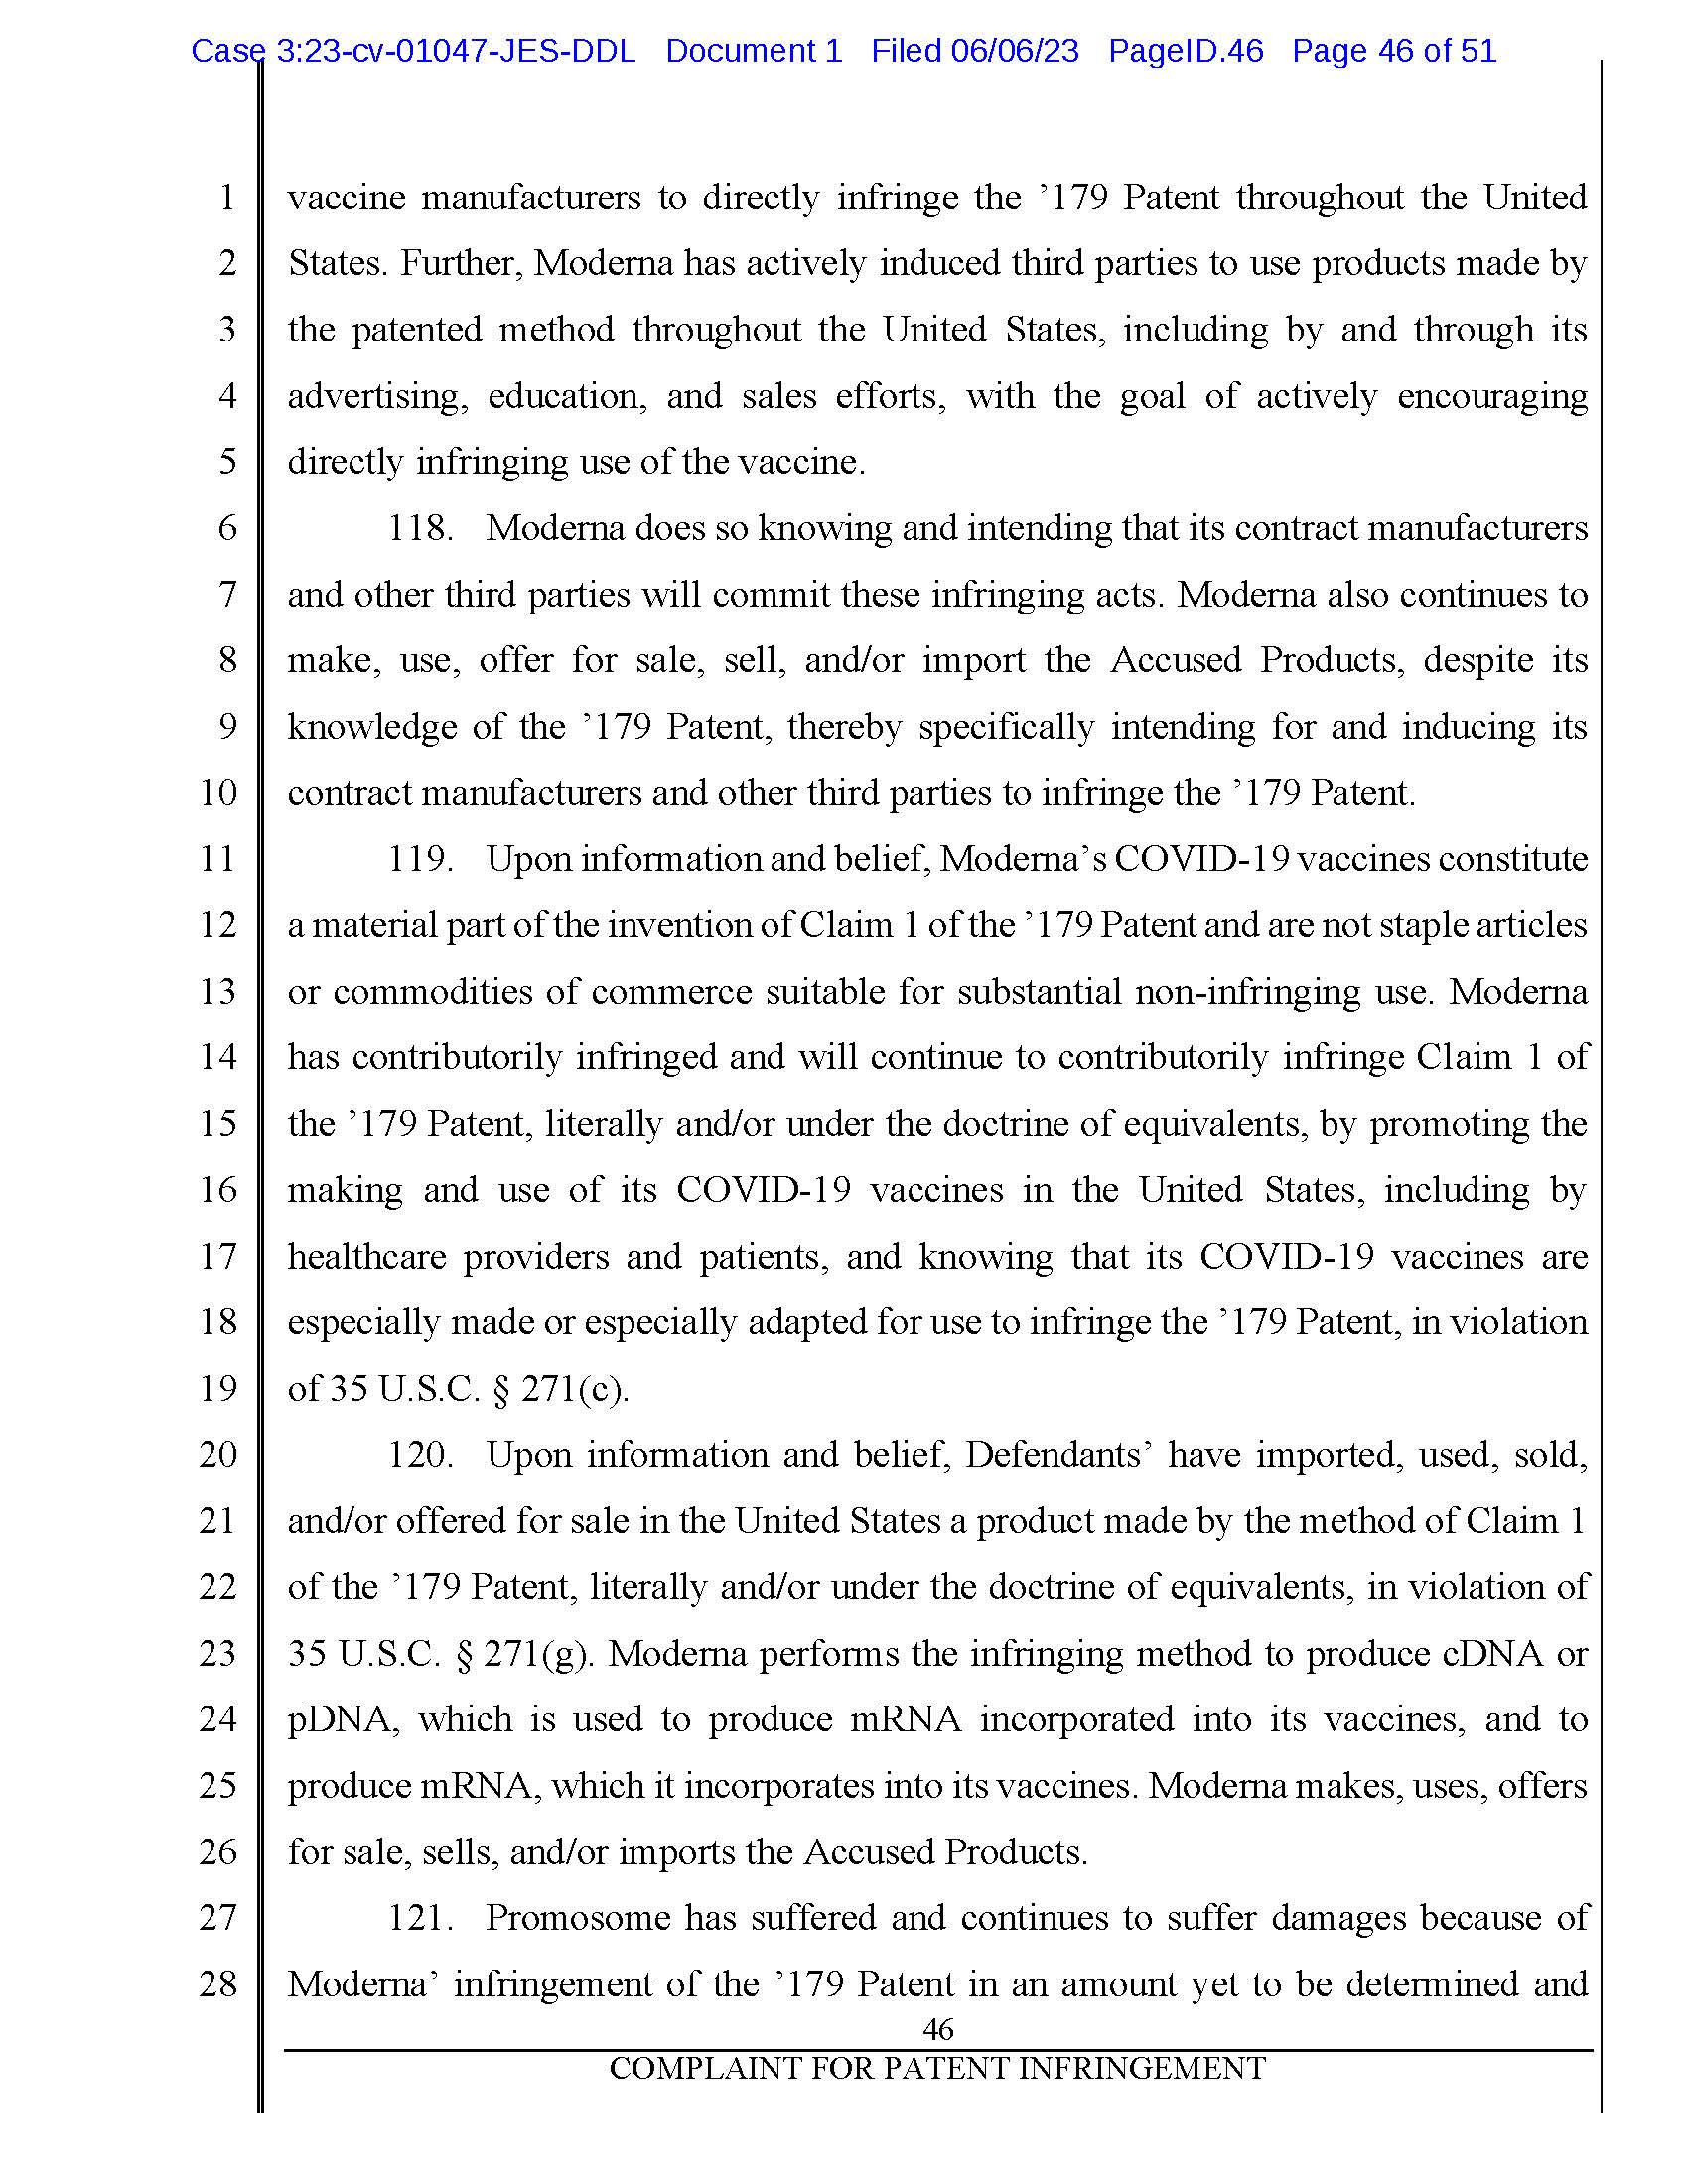 Case 3:23-cv-01047-JES-DDL Document 1 Filed 06/06/23 PageID.46 Page 46 of 51
1 vaccine manufacturers to directly infringe the ’179 Patent throughout the United
2 States. Further, Moderna has actively induced third parties to use products made by
3 the patented method throughout the United States, including by and through its
4 advertising, education, and sales efforts, with the goal of actively encouraging
5 directly infringing use of the vaccine.
6 118. Moderna does so knowing and intending that its contract manufacturers
7 and other third parties will commit these infringing acts. Moderna also continues to
8 make, use, offer for sale, sell, and/or import the Accused Products, despite its
9 knowledge of the ’179 Patent, thereby specifically intending for and inducing its
10 contract manufacturers and other third parties to infringe the ’179 Patent.
11 119. Upon information and belief, Moderna’s COVID-19 vaccines constitute
12 a material part of the invention of Claim 1 of the ’179 Patent and are not staple articles
13 or commodities of commerce suitable for substantial non-infringing use. Moderna
14 has contributorily infringed and will continue to contributorily infringe Claim 1 of
15 the ’179 Patent, literally and/or under the doctrine of equivalents, by promoting the
16 making and use of its COVID-19 vaccines in the United States, including by
17 healthcare providers and patients, and knowing that its COVID-19 vaccines are
18 especially made or especially adapted for use to infringe the ’179 Patent, in violation
19 of 35 U.S.C. § 271(c).
20 120. Upon information and belief, Defendants’ have imported, used, sold,
21 and/or offered for sale in the United States a product made by the method of Claim 1
22 of the ’179 Patent, literally and/or under the doctrine of equivalents, in violation of
23 35 U.S.C. § 271(g). Moderna performs the infringing method to produce cDNA or
24 pDNA, which is used to produce mRNA incorporated into its vaccines, and to
25 produce mRNA, which it incorporates into its vaccines. Moderna makes, uses, offers
26 for sale, sells, and/or imports the Accused Products.
27 121. Promosome has suffered and continues to suffer damages because of
28 Moderna’ infringement of the ’179 Patent in an amount yet to be determined and
46
COMPLAINT FOR PATENT INFRINGEMENT